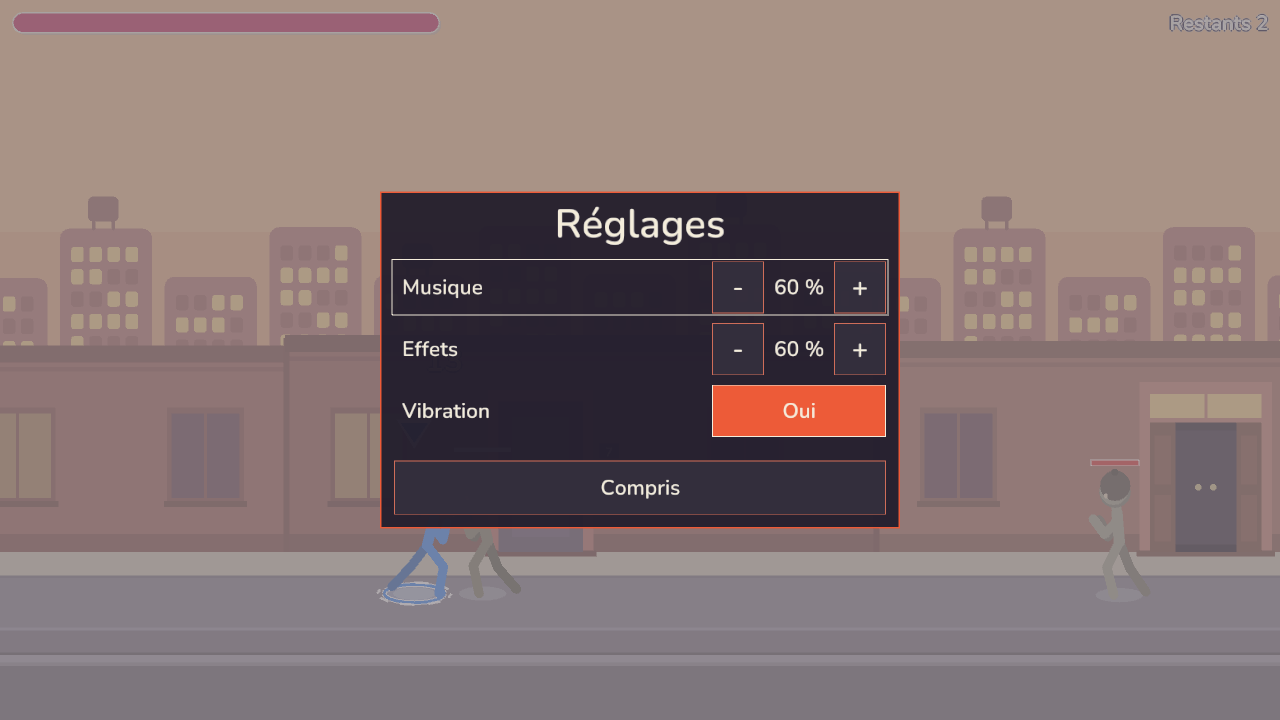 Restants 2
Réglages
Musique - 60 % +
Effets - 60 % +
Vibration Oui
Compris